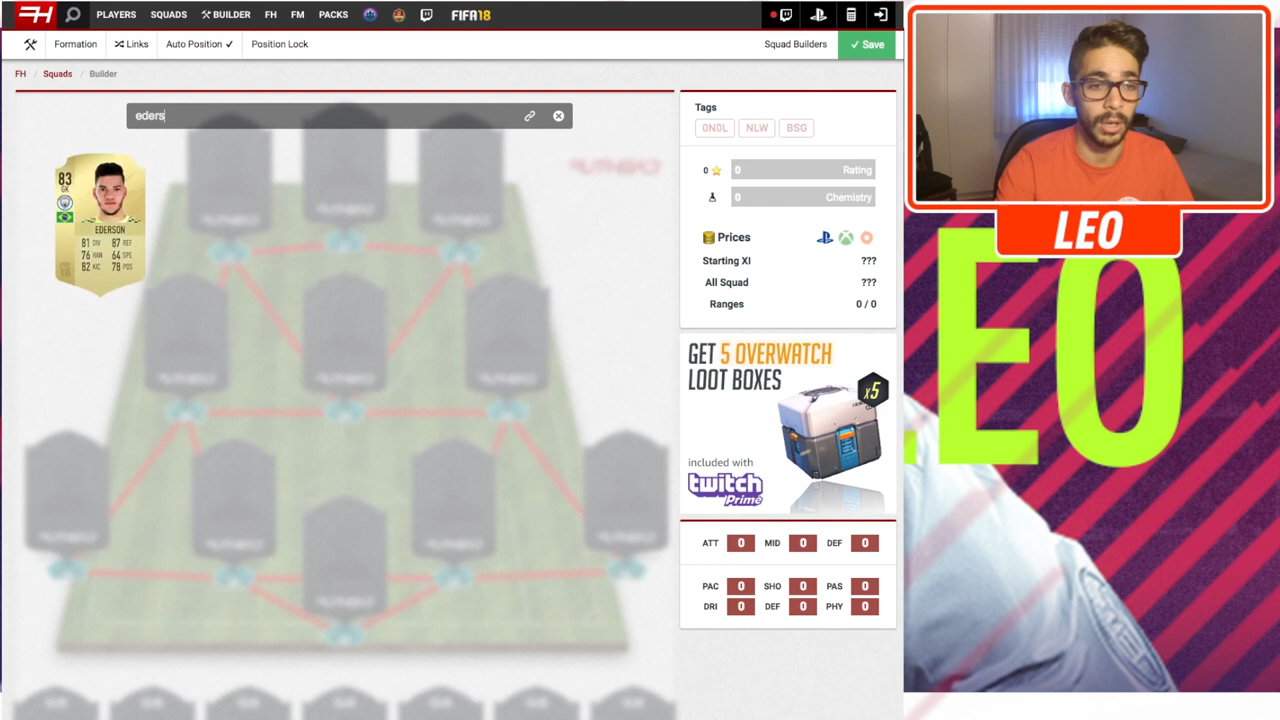 PLAYERS SQUADS BUILDER FH FM PACKS FIFA18
Formation Links Auto Position ✓ Position Lock Squad Builders ✓ Save
FH / Squads / Builder
eders
83
GK
EDERSON
81 DIV 87 REF
76 HAN 64 SPE
82 KIC 78 POS
Tags
0N0L NLW BSG
0 0 Rating
0 Chemistry
Prices
Starting XI ???
All Squad ???
Ranges 0 / 0
GET 5 OVERWATCH
LOOT BOXES
x5
included with
twitch
Prime
ATT 0 MID 0 DEF 0
PAC 0 SHO 0 PAS 0
DRI 0 DEF 0 PHY 0
LEO
LEO